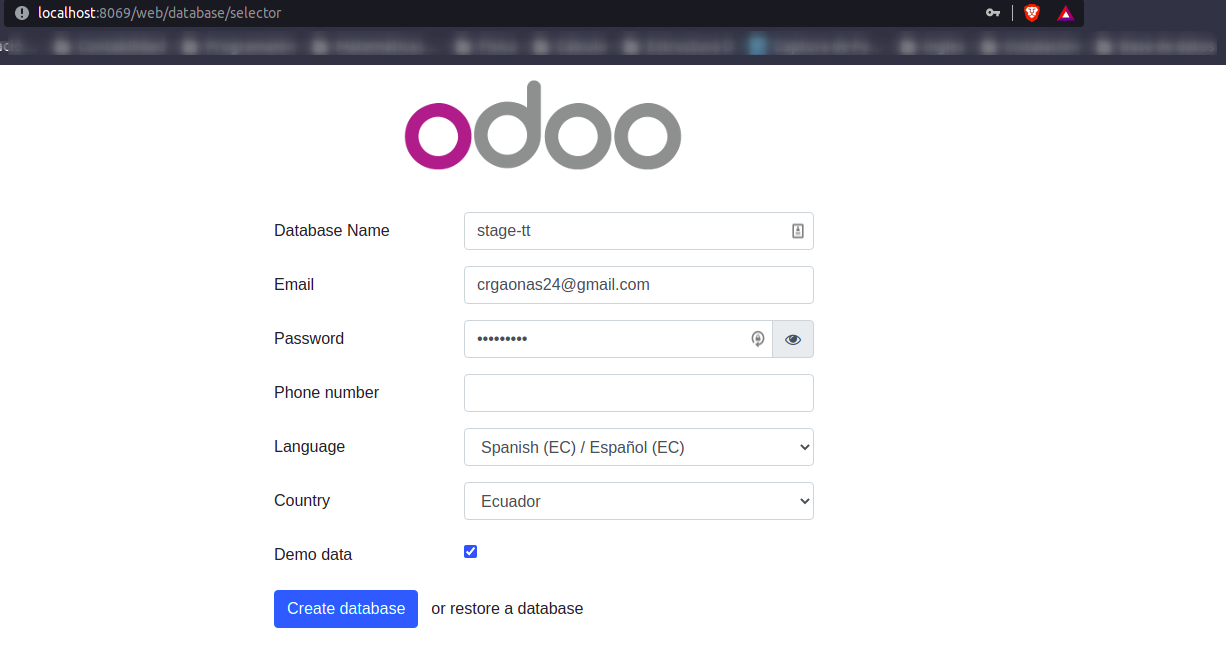 localhost:8069/web/database/selector
odoo
Database Name stage-tt
Email crgaonas24@gmail.com
Password •••••••••
Phone number
Language Spanish (EC) / Español (EC)
Country Ecuador
Demo data
Create database or restore a database